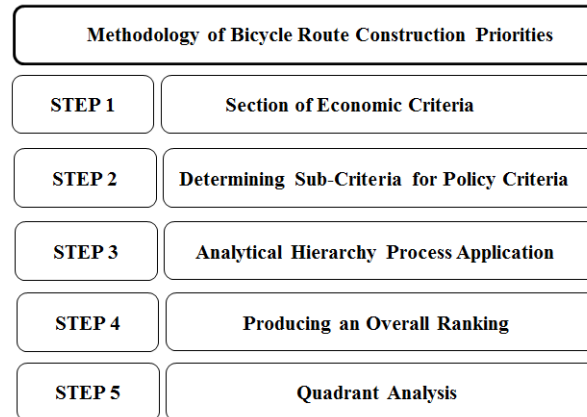 Methodology of Bicycle Route Construction Priorities
STEP 1
Section of Economic Criteria
STEP 2
Determining Sub-Criteria for Policy Criteria
STEP 3
Analytical Hierarchy Process Application
STEP 4
Producing an Overall Ranking
STEP 5
Quadrant Analysis